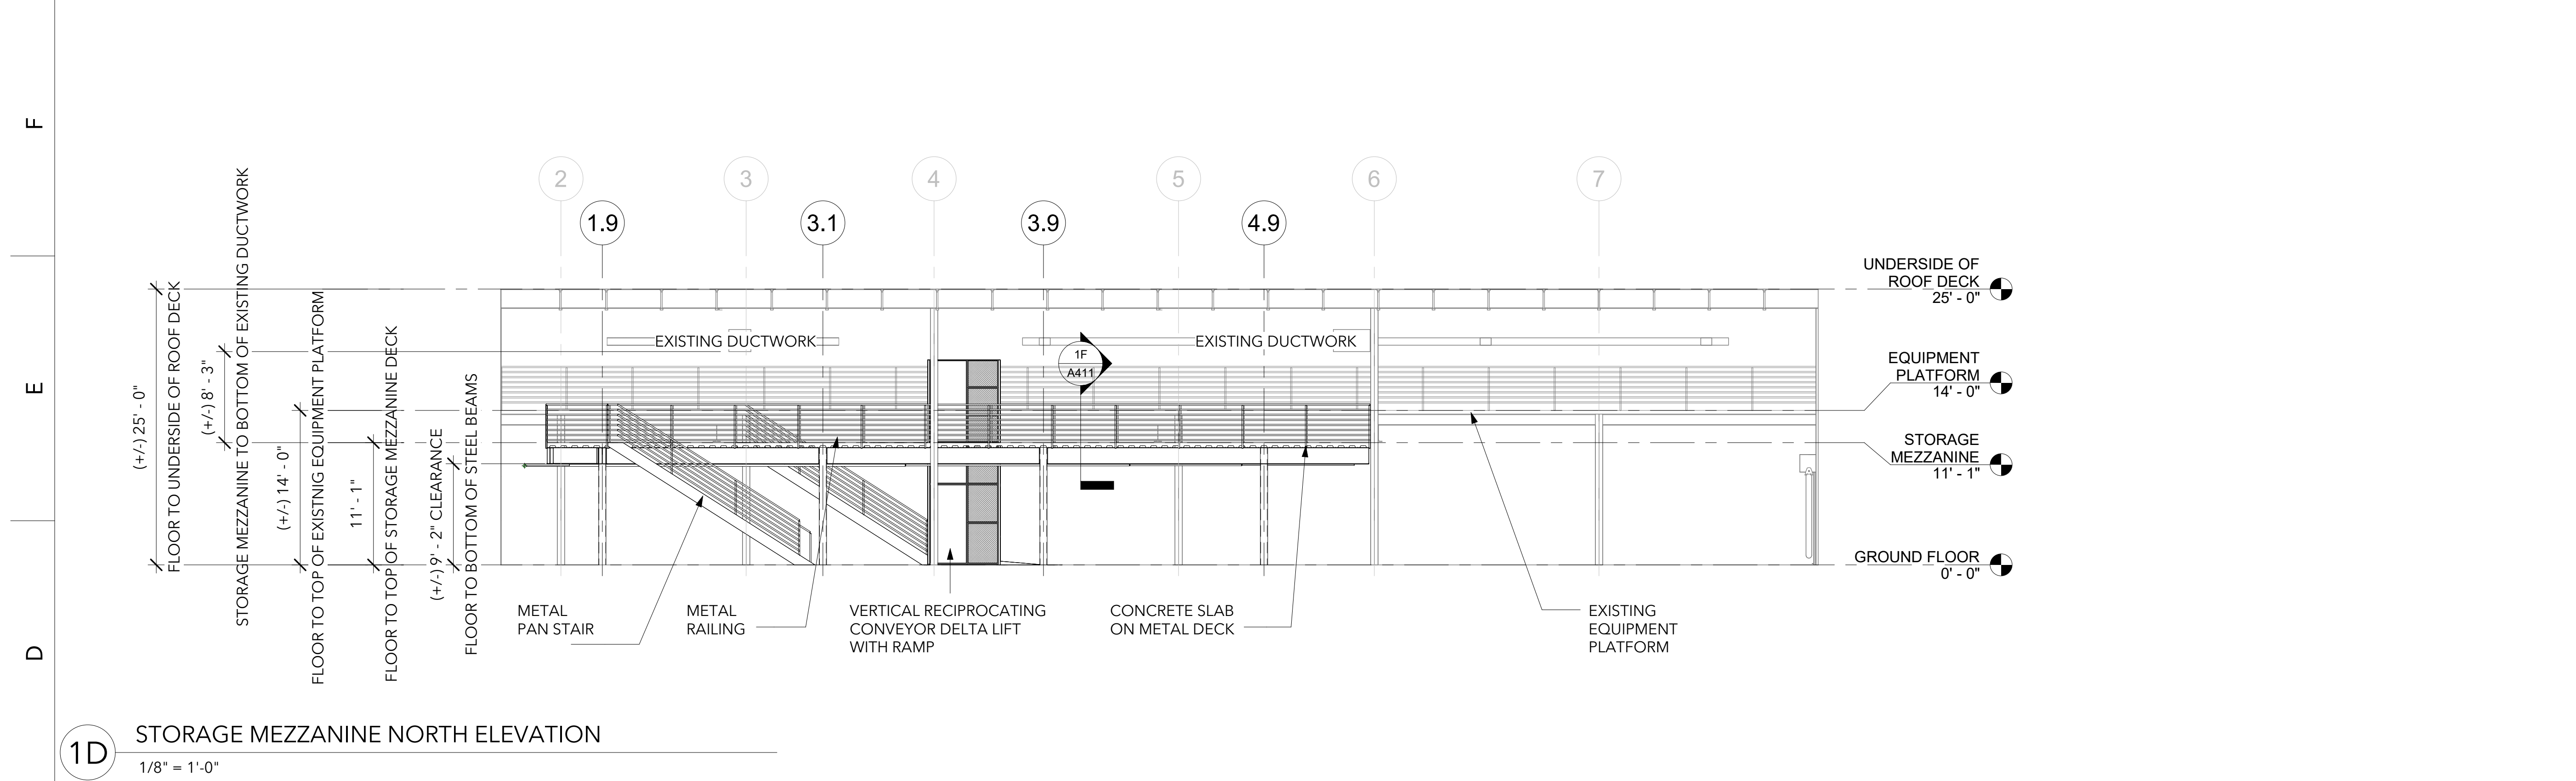 F
E
D
2
3
4
5
6
7
1.9
3.1
3.9
4.9
(+/-) 25' - 0"
FLOOR TO UNDERSIDE OF ROOF DECK
(+/-) 8' - 3"
STORAGE MEZZANINE TO BOTTOM OF EXISTING DUCTWORK
(+/-) 14' - 0"
FLOOR TO TOP OF EXISTNIG EQUIPMENT PLATFORM
11' - 1"
FLOOR TO TOP OF STORAGE MEZZANINE DECK
(+/-) 9' - 2" CLEARANCE
FLOOR TO BOTTOM OF STEEL BEAMS
EXISTING DUCTWORK
EXISTING DUCTWORK
1F
A411
UNDERSIDE OF
ROOF DECK
25' - 0"
EQUIPMENT
PLATFORM
14' - 0"
STORAGE
MEZZANINE
11' - 1"
GROUND FLOOR
0' - 0"
METAL
PAN STAIR
METAL
RAILING
VERTICAL RECIPROCATING
CONVEYOR DELTA LIFT
WITH RAMP
CONCRETE SLAB
ON METAL DECK
EXISTING
EQUIPMENT
PLATFORM
1D
STORAGE MEZZANINE NORTH ELEVATION
1/8" = 1'-0"